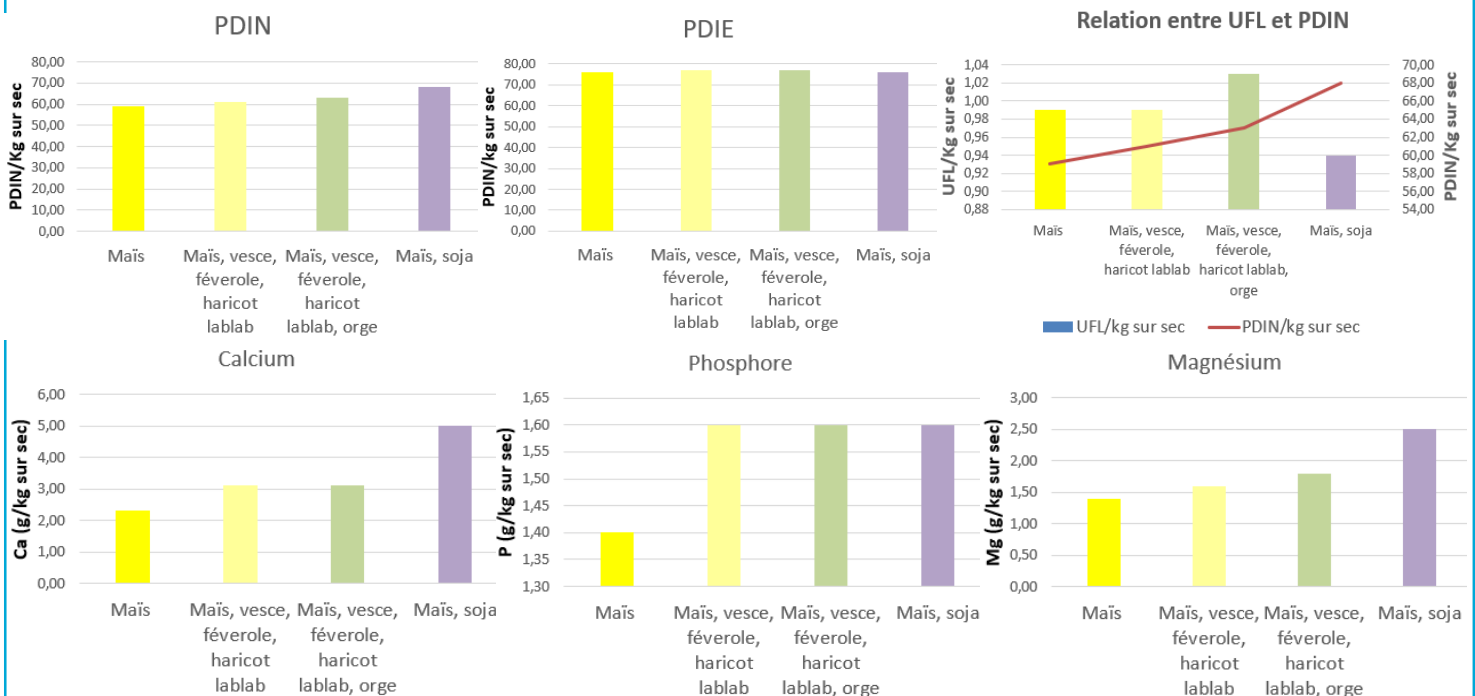 PDIN
PDIN/Kg sur sec
80,00
70,00
60,00
50,00
40,00
30,00
20,00
10,00
0,00
Maïs
Maïs, vesce,
féverole,
haricot
lablab
Maïs, vesce,
féverole,
haricot
lablab, orge
Maïs, soja
PDIE
PDIN/kg sur sec
80,00
70,00
60,00
50,00
40,00
30,00
20,00
10,00
0,00
Maïs
Maïs, vesce,
féverole,
haricot
lablab
Maïs, vesce,
féverole,
haricot
lablab, orge
Maïs, soja
Relation entre UFL et PDIN
UFL/Kg sur sec
1,04
1,02
1,00
0,98
0,96
0,94
0,92
0,90
0,88
70,00
68,00
66,00
64,00
62,00
60,00
58,00
56,00
54,00
PDIN/Kg sur sec
Maïs
Maïs, vesce,
féverole,
haricot lablab
Maïs, vesce,
féverole,
haricot lablab,
orge
Maïs, soja
UFL/kg sur sec
PDIN/kg sur sec
Calcium
Ca (g/kg sur sec)
6,00
5,00
4,00
3,00
2,00
1,00
0,00
Maïs
Maïs, vesce,
féverole,
haricot
lablab
Maïs, vesce,
féverole,
haricot
lablab, orge
Maïs, soja
Phosphore
P (g/kg sur sec)
1,65
1,60
1,55
1,50
1,45
1,40
1,35
1,30
Maïs
Maïs, vesce,
féverole,
haricot
lablab
Maïs, vesce,
féverole,
haricot
lablab, orge
Maïs, soja
Magnésium
Mg (g/kg sur sec)
3,00
2,50
2,00
1,50
1,00
0,50
0,00
Maïs
Maïs, vesce,
féverole,
haricot
lablab
Maïs, vesce,
féverole,
haricot
lablab, orge
Maïs, soja